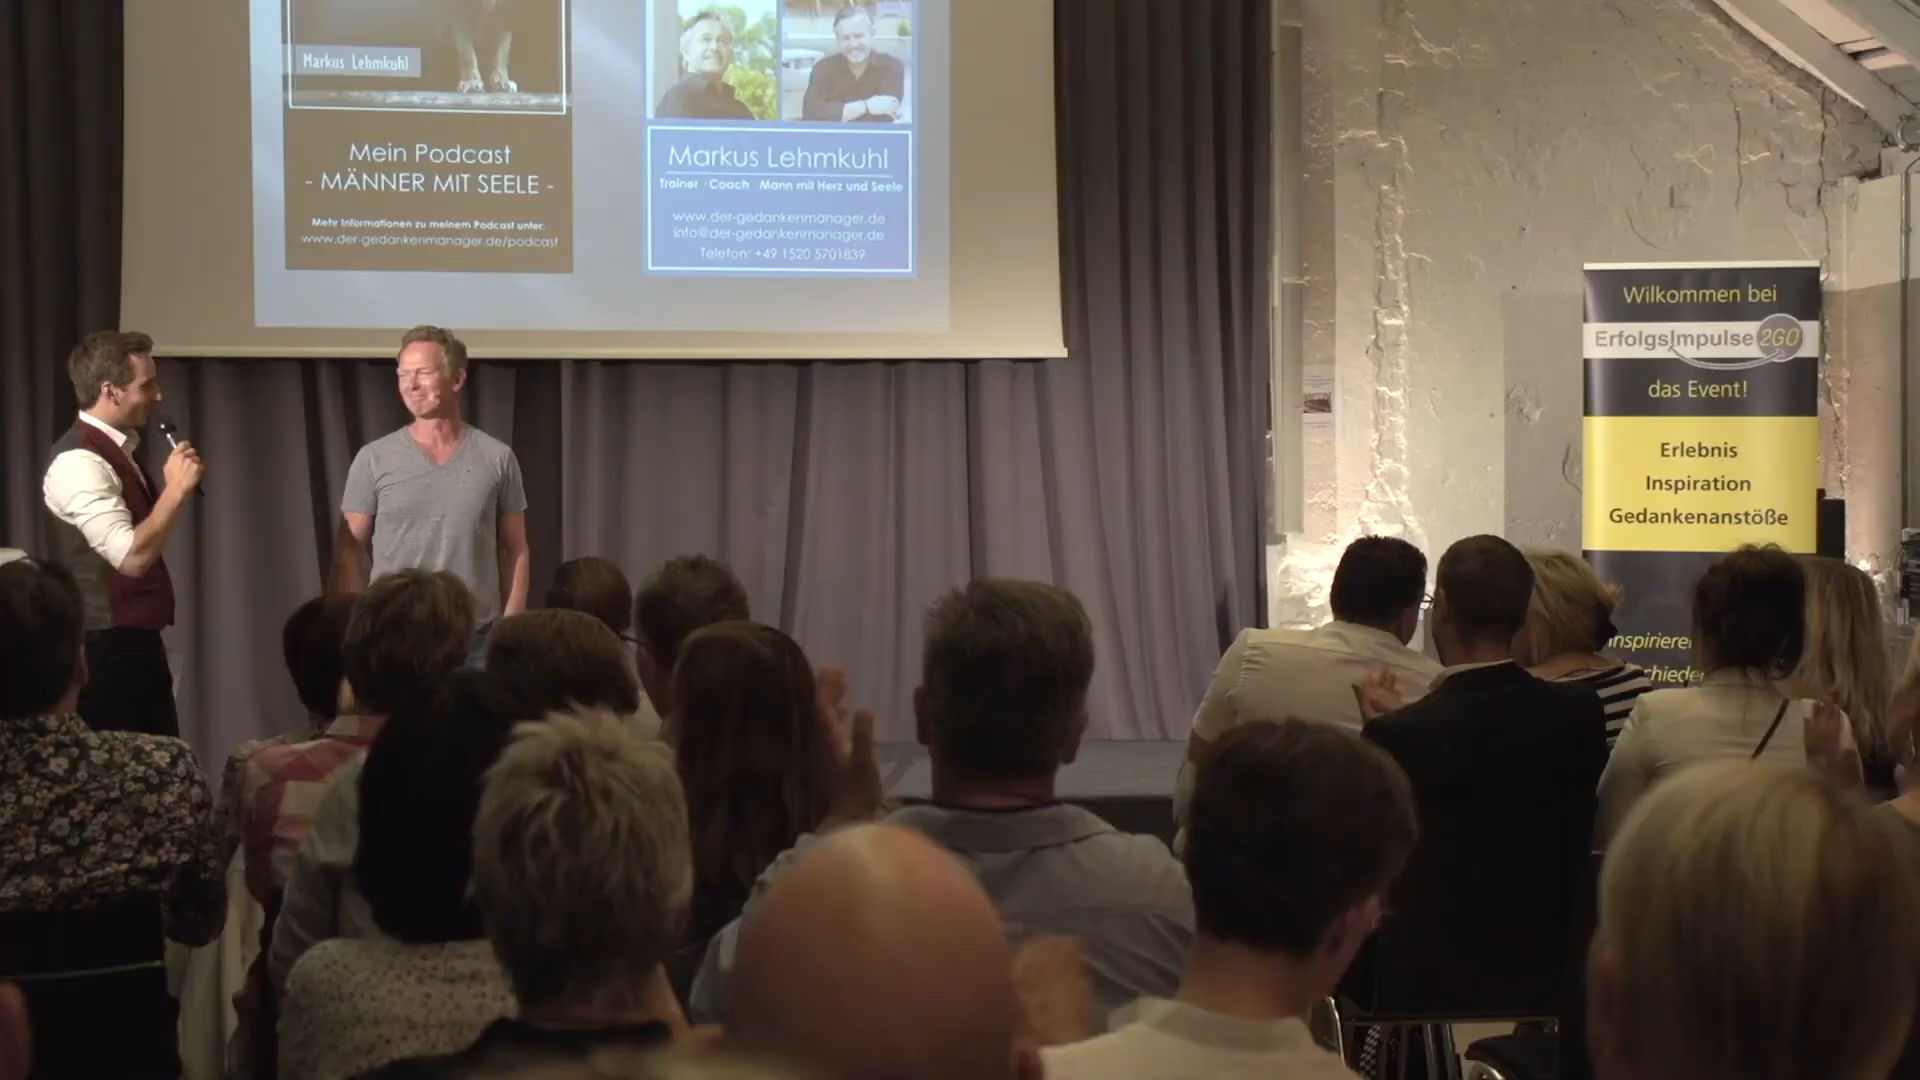 Markus Lehmkuhl
Mein Podcast
- MÄNNER MIT SEELE -
Mehr Informationen zu meinem Podcast unter:
www.der-gedankenmanager.de/podcast
Markus Lehmkuhl
Trainer Coach Mann mit Herz und Seele
www.der-gedankenmanager.de
info@der-gedankenmanager.de
Telefon: +49 1520 5701839
Wilkommen bei
ErfolgsImpulse 2GO
das Event!
Erlebnis
Inspiration
Gedankenanstöße